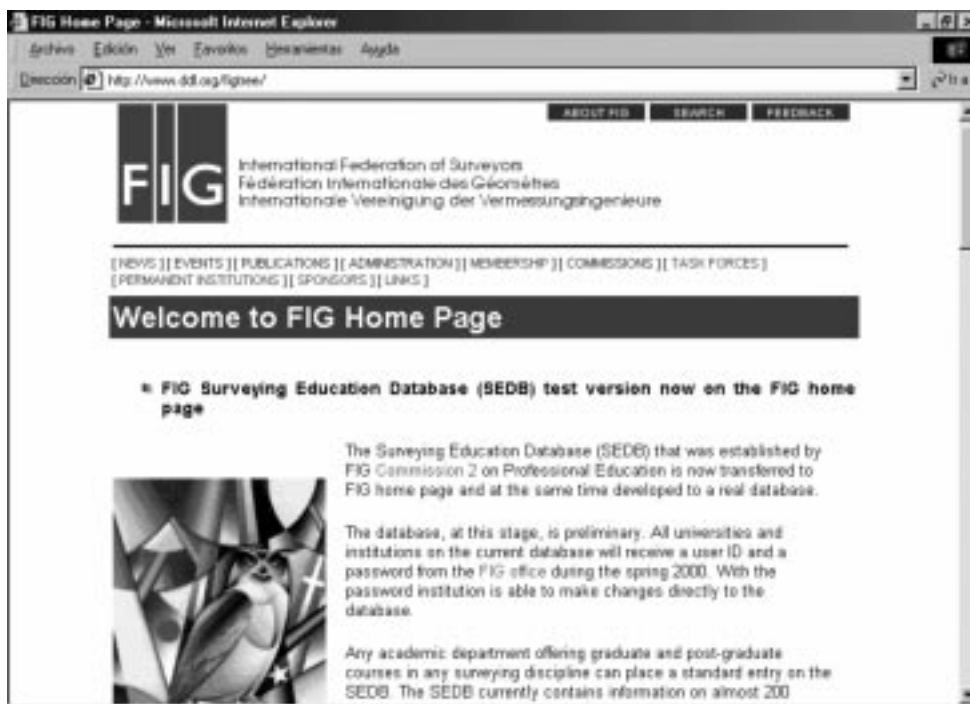 FIG Home Page - Microsoft Internet Explorer
Archivo Edición Ver Favoritos Herramientas Ayuda
Dirección http://www.ddl.org/figtree/
ABOUT FIG SEARCH FEEDBACK
FIG
International Federation of Surveyors
Fédération Internationale des Géomètres
Internationale Vereinigung der Vermessungsingenieure
[ NEWS ] [ EVENTS ] [ PUBLICATIONS ] [ ADMINISTRATION ] [ MEMBERSHIP ] [ COMMISSIONS ] [ TASK FORCES ]
[ PERMANENT INSTITUTIONS ] [ SPONSORS ] [ LINKS ]
Welcome to FIG Home Page
FIG Surveying Education Database (SEDB) test version now on the FIG home
page
The Surveying Education Database (SEDB) that was established by
FIG Commission 2 on Professional Education is now transferred to
FIG home page and at the same time developed to a real database.
The database, at this stage, is preliminary. All universities and
institutions on the current database will receive a user ID and a
password from the FIG office during the spring 2000. With the
password institution is able to make changes directly to the
database.
Any academic department offering graduate and post-graduate
courses in any surveying discipline can place a standard entry on the
SEDB. The SEDB currently contains information on almost 200